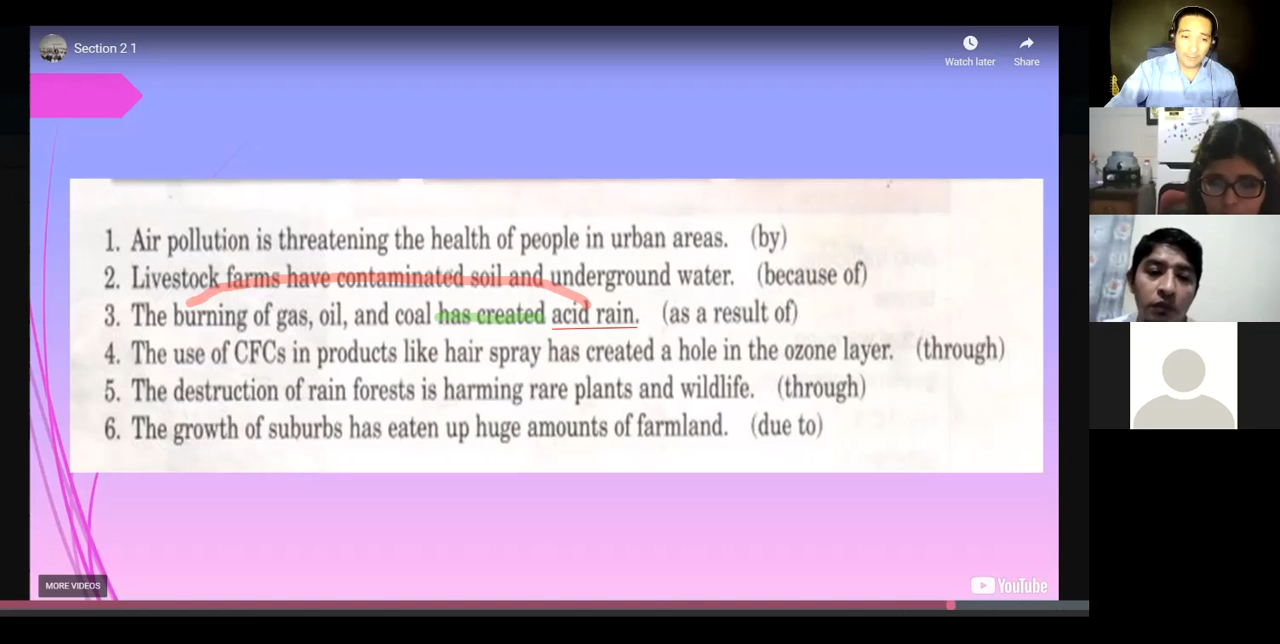 Section 2 1
Watch later
Share
1. Air pollution is threatening the health of people in urban areas. (by)
2. Livestock farms have contaminated soil and underground water. (because of)
3. The burning of gas, oil, and coal has created acid rain. (as a result of)
4. The use of CFCs in products like hair spray has created a hole in the ozone layer. (through)
5. The destruction of rain forests is harming rare plants and wildlife. (through)
6. The growth of suburbs has eaten up huge amounts of farmland. (due to)
MORE VIDEOS
YouTube